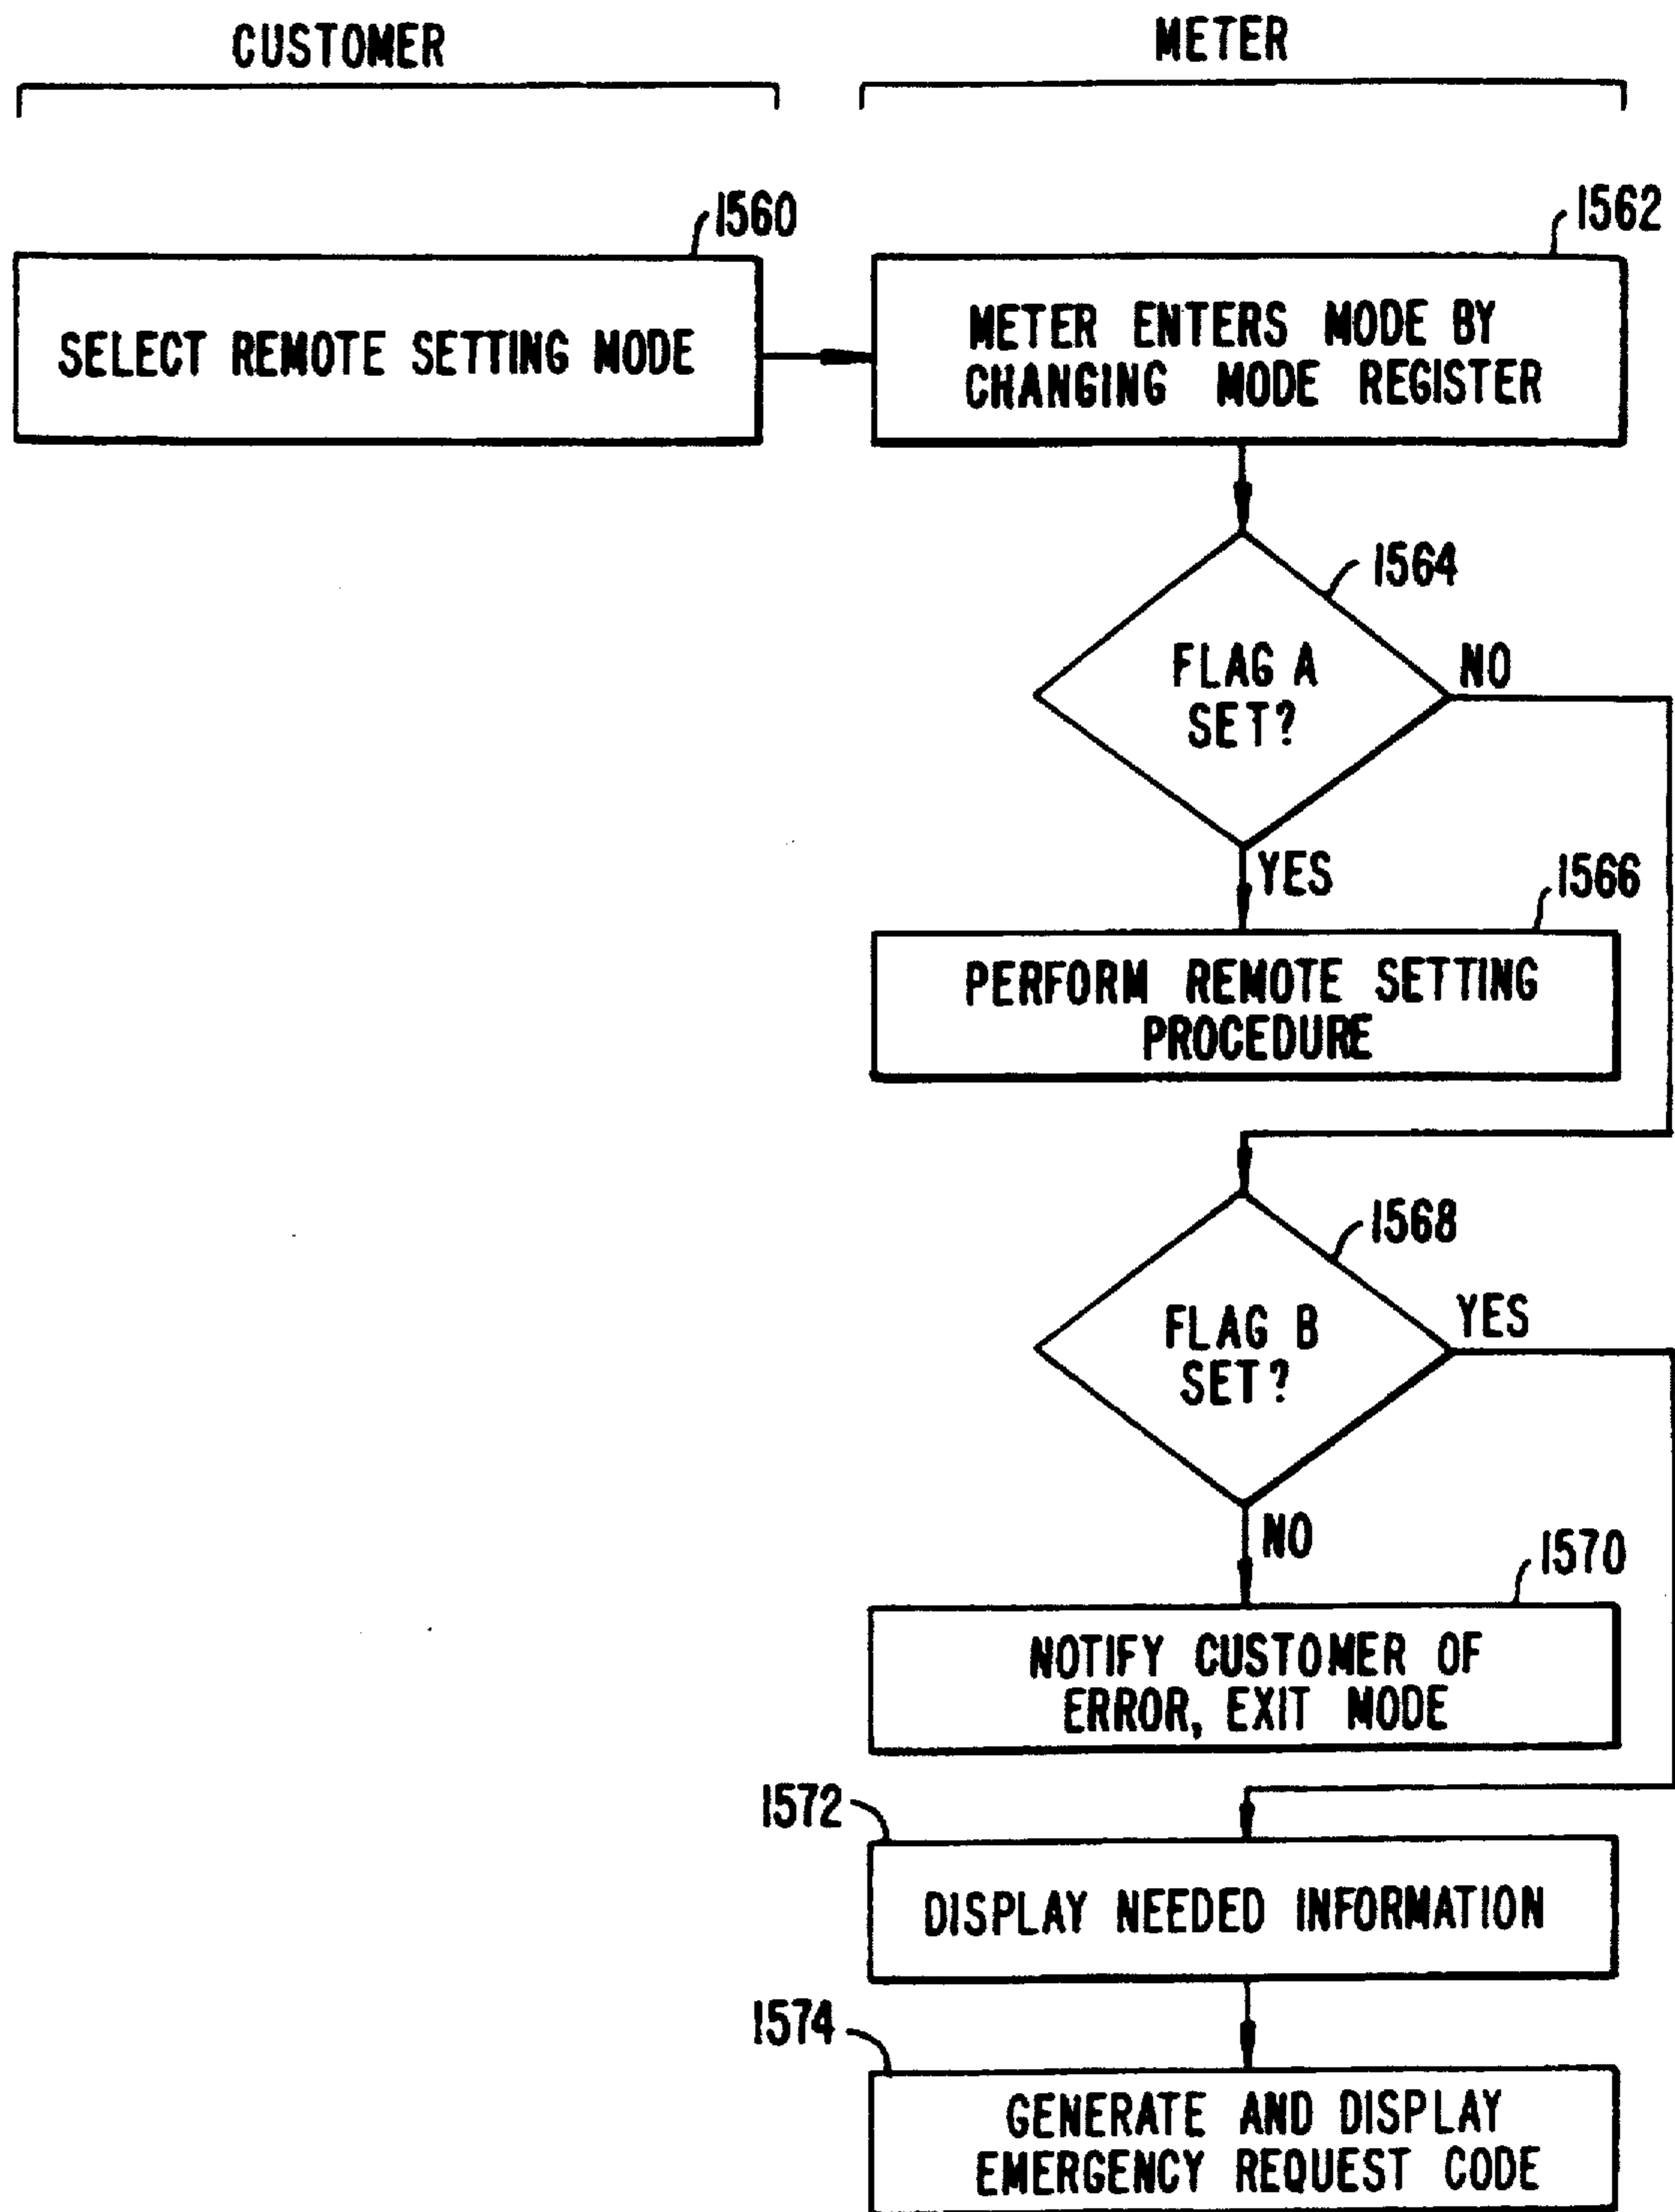 CUSTOMER
METER
1560
SELECT REMOTE SETTING MODE
1562
METER ENTERS MODE BY
CHANGING MODE REGISTER
1564
FLAG A
SET?
NO
YES
1566
PERFORM REMOTE SETTING
PROCEDURE
1568
FLAG B
SET?
YES
NO
1570
NOTIFY CUSTOMER OF
ERROR, EXIT MODE
1572
DISPLAY NEEDED INFORMATION
1574
GENERATE AND DISPLAY
EMERGENCY REQUEST CODE